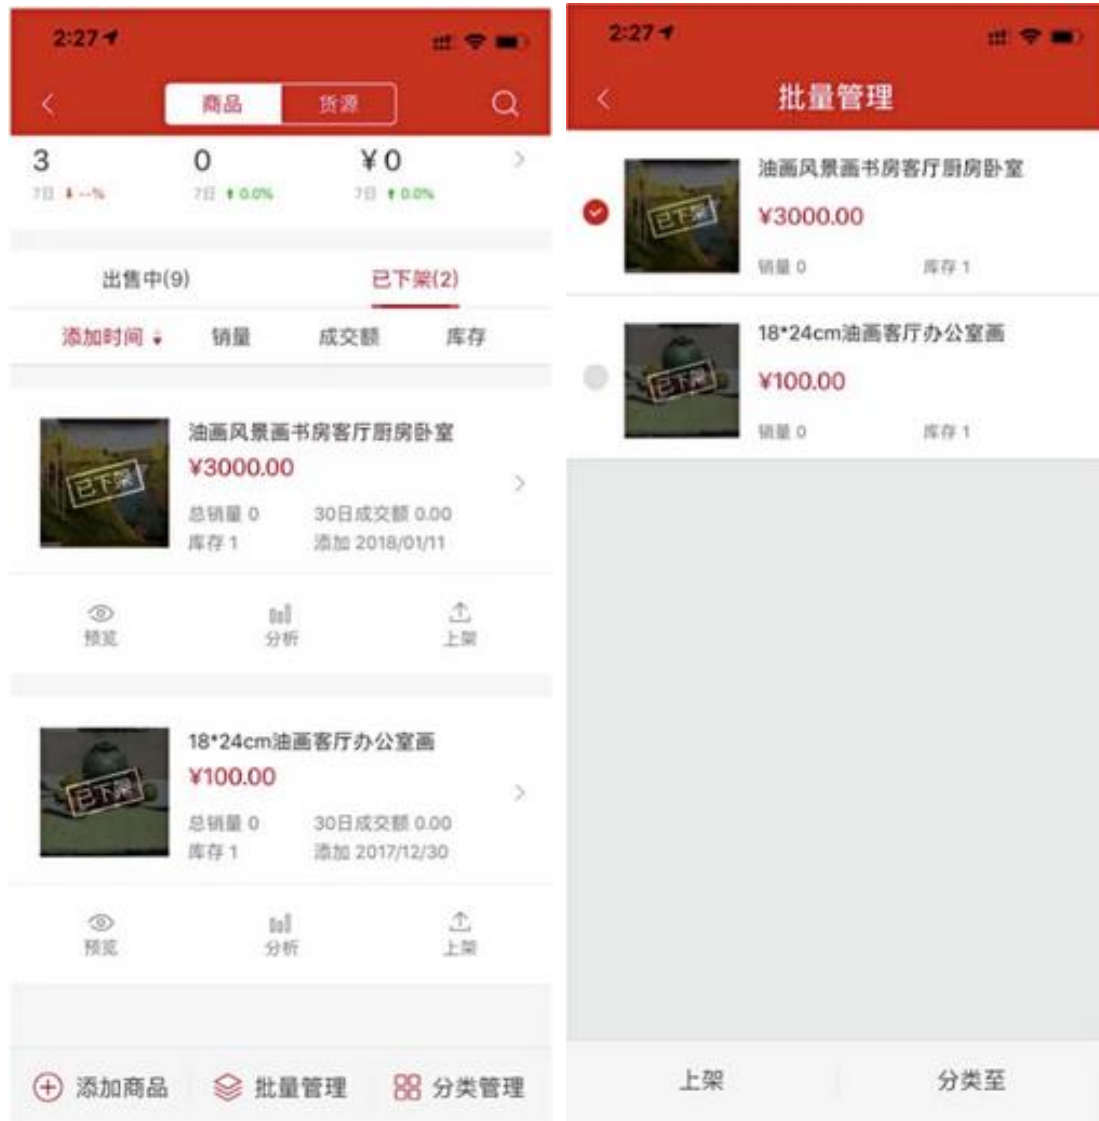 2:27
商品 货源
3 0 ¥0
7日 --% 7日 0.0% 7日 0.0%
出售中(9) 已下架(2)
添加时间 销量 成交额 库存
已下架
油画风景画书房客厅厨房卧室
¥3000.00
总销量 0 30日成交额 0.00
库存 1 添加 2018/01/11
预览 分析 上架
已下架
18*24cm油画客厅办公室画
¥100.00
总销量 0 30日成交额 0.00
库存 1 添加 2017/12/30
预览 分析 上架
添加商品 批量管理 分类管理
2:27
批量管理
已下架
油画风景画书房客厅厨房卧室
¥3000.00
销量 0 库存 1
已下架
18*24cm油画客厅办公室画
¥100.00
销量 0 库存 1
上架 分类至